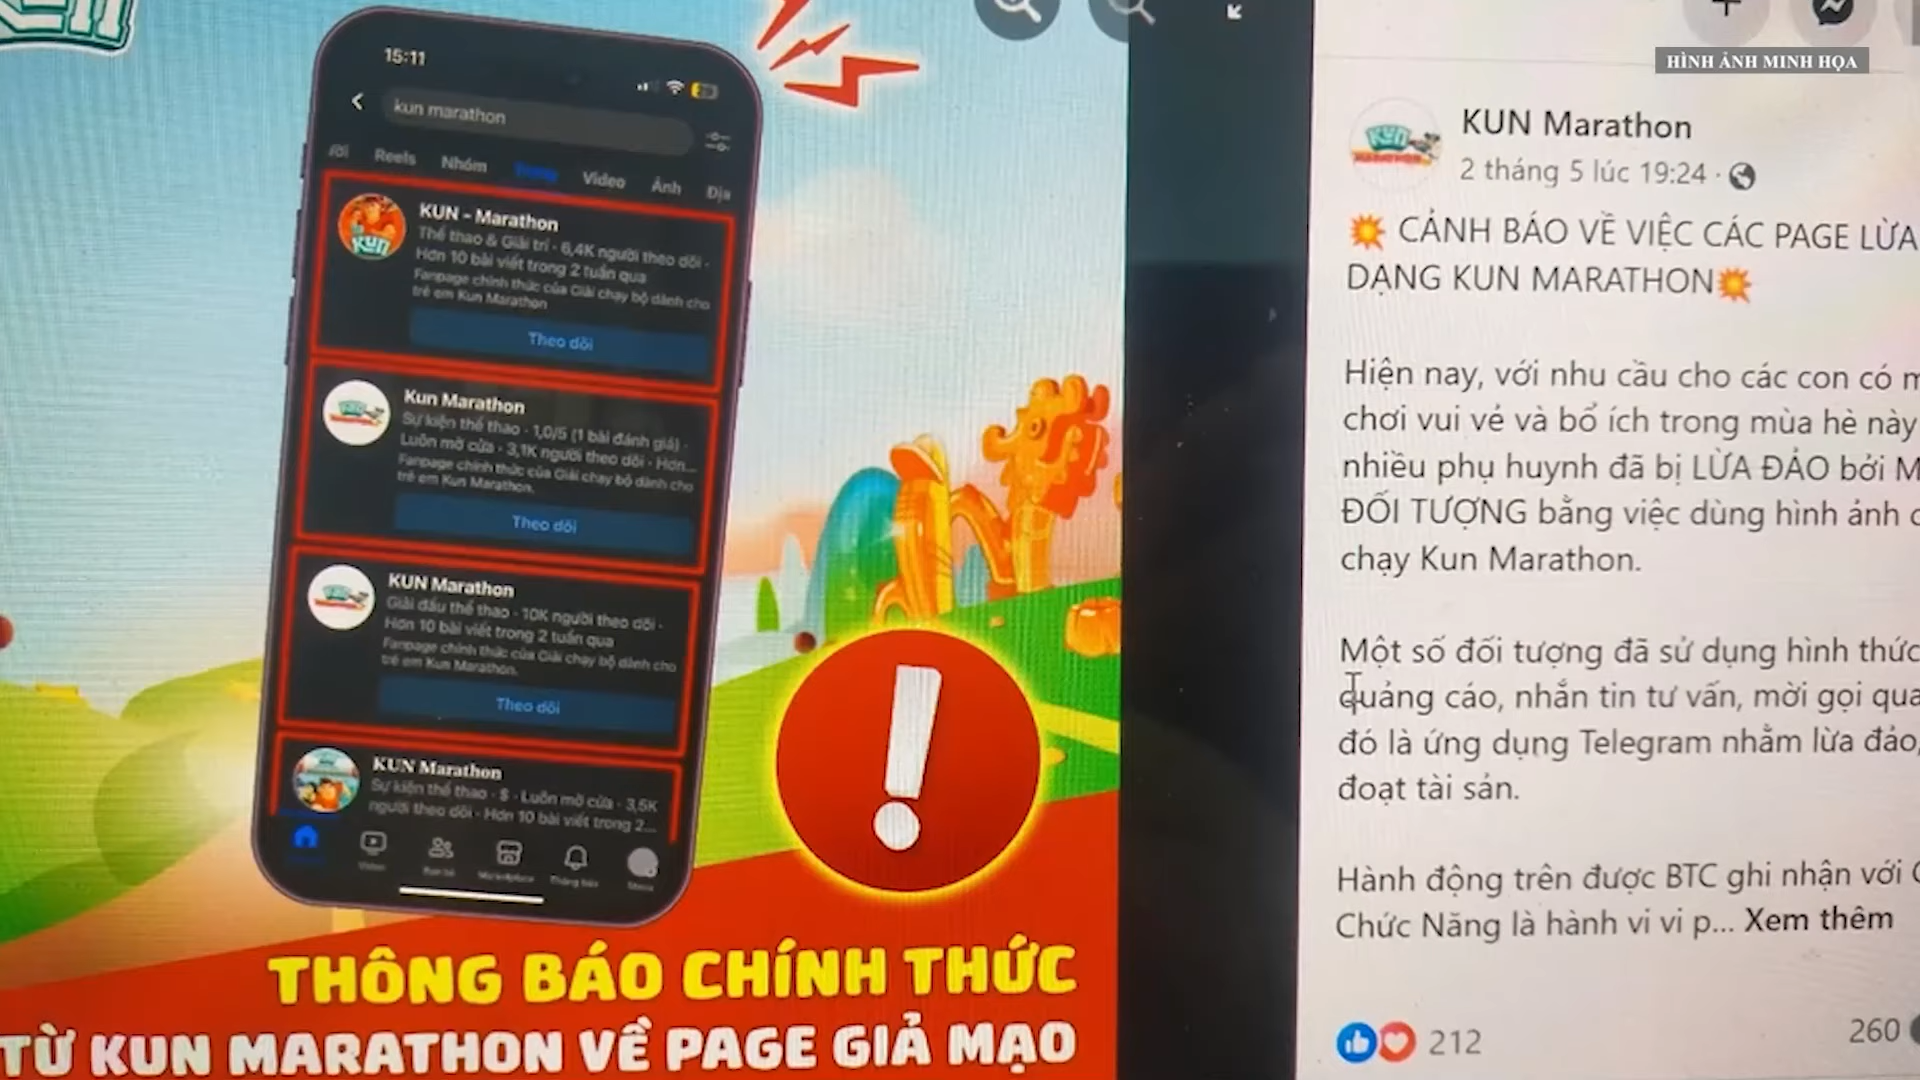 KUN
15:11
kun marathon
Reels Nhóm Trang Video Ảnh Địa
KUN - Marathon
Thể thao & Giải trí · 6,4K người theo dõi ·
Hơn 10 bài viết trong 2 tuần qua
Fanpage chính thức của Giải chạy bộ dành cho
trẻ em Kun Marathon
Theo dõi
Kun Marathon
Sự kiện thể thao · 1,0/5 (1 bài đánh giá) ·
Luôn mở cửa · 3,1K người theo dõi · Hơn...
Fanpage chính thức của Giải chạy bộ dành cho
trẻ em Kun Marathon.
Theo dõi
KUN Marathon
Giải đấu thể thao · 10K người theo dõi ·
Hơn 10 bài viết trong 2 tuần qua
Fanpage chính thức của Giải chạy bộ dành cho
trẻ em Kun Marathon.
Theo dõi
KUN Marathon
Sự kiện thể thao · $ · Luôn mở cửa · 3,5K
người theo dõi · Hơn 10 bài viết trong 2...
Video Bạn bè Marketplace Thông báo Menu
THÔNG BÁO CHÍNH THỨC
TỪ KUN MARATHON VỀ PAGE GIẢ MẠO
HÌNH ẢNH MINH HỌA
KUN Marathon
2 tháng 5 lúc 19:24 ·
CẢNH BÁO VỀ VIỆC CÁC PAGE LỪA
DẠNG KUN MARATHON
Hiện nay, với nhu cầu cho các con có m
chơi vui vẻ và bổ ích trong mùa hè này
nhiều phụ huynh đã bị LỪA ĐẢO bởi M
ĐỐI TƯỢNG bằng việc dùng hình ảnh c
chạy Kun Marathon.
Một số đối tượng đã sử dụng hình thức
quảng cáo, nhắn tin tư vấn, mời gọi qua
đó là ứng dụng Telegram nhằm lừa đảo,
đoạt tài sản.
Hành động trên được BTC ghi nhận với C
Chức Năng là hành vi vi p... Xem thêm
212
260